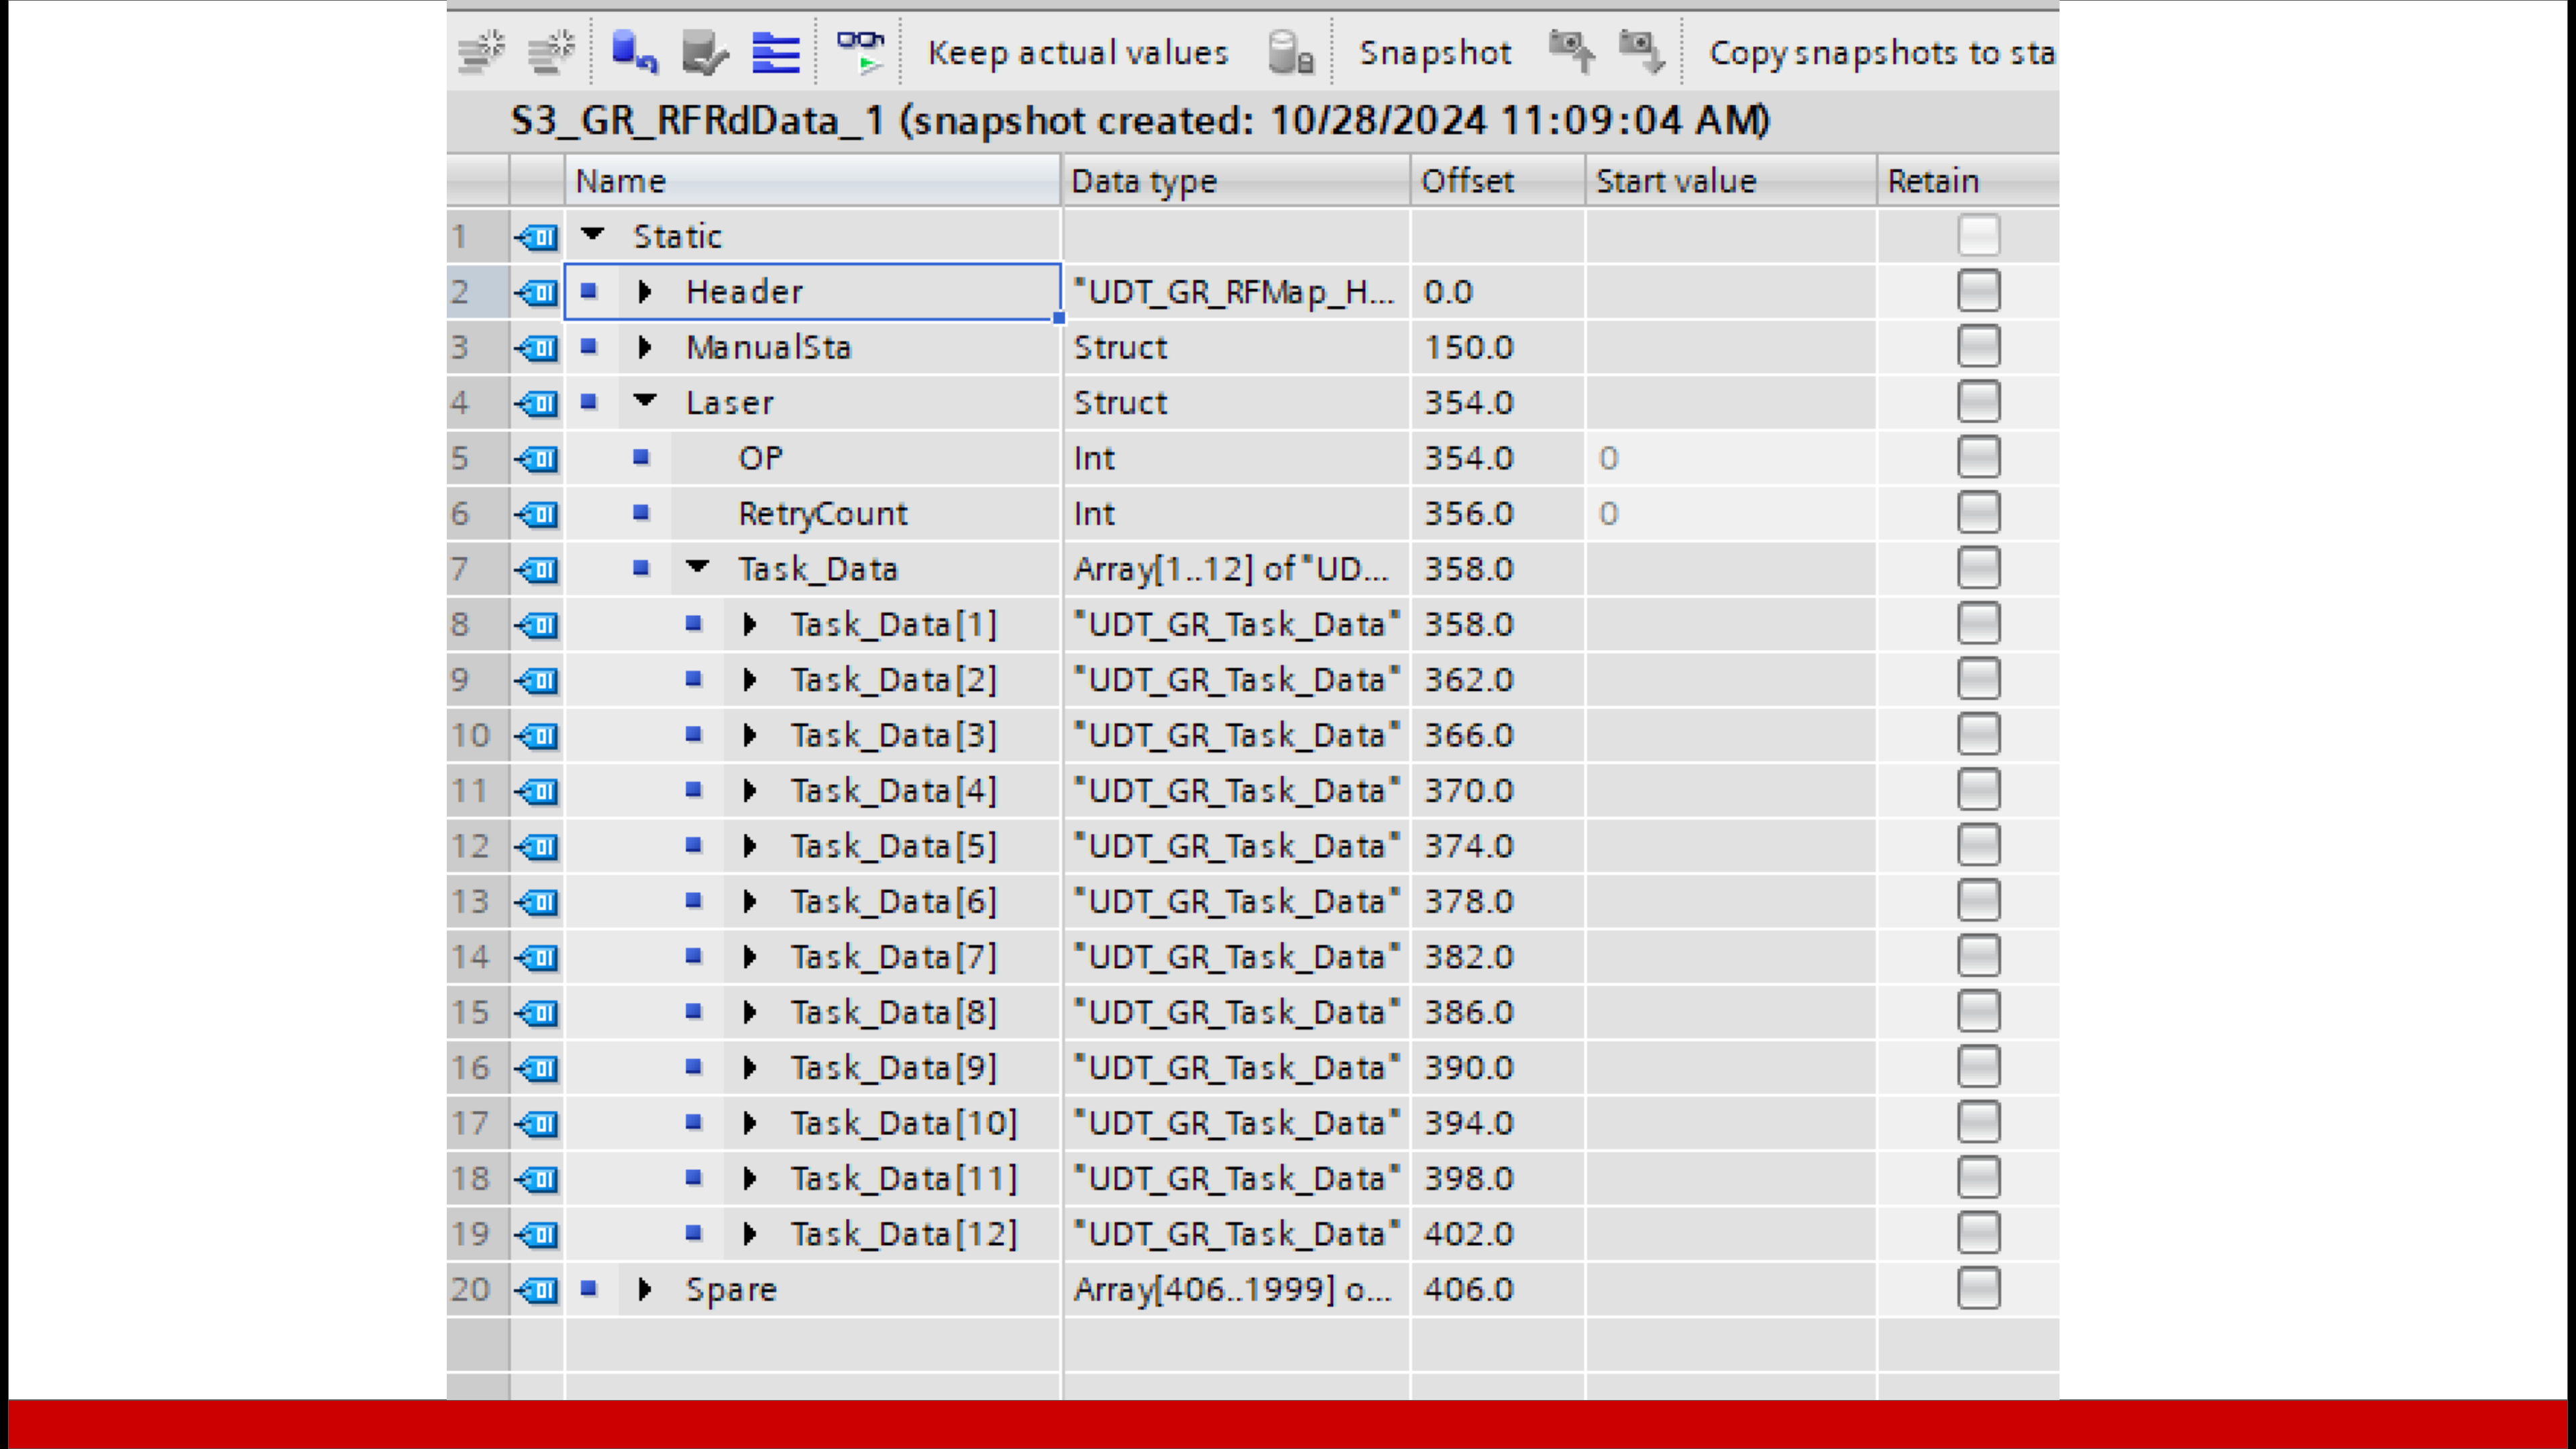 Keep actual values Snapshot Copy snapshots to sta
S3_GR_RFRdData_1 (snapshot created: 10/28/2024 11:09:04 AM)
Name Data type Offset Start value Retain
1 Static
2 Header "UDT_GR_RFMap_H... 0.0
3 ManualSta Struct 150.0
4 Laser Struct 354.0
5 OP Int 354.0 0
6 RetryCount Int 356.0 0
7 Task_Data Array[1..12] of "UD... 358.0
8 Task_Data[1] "UDT_GR_Task_Data" 358.0
9 Task_Data[2] "UDT_GR_Task_Data" 362.0
10 Task_Data[3] "UDT_GR_Task_Data" 366.0
11 Task_Data[4] "UDT_GR_Task_Data" 370.0
12 Task_Data[5] "UDT_GR_Task_Data" 374.0
13 Task_Data[6] "UDT_GR_Task_Data" 378.0
14 Task_Data[7] "UDT_GR_Task_Data" 382.0
15 Task_Data[8] "UDT_GR_Task_Data" 386.0
16 Task_Data[9] "UDT_GR_Task_Data" 390.0
17 Task_Data[10] "UDT_GR_Task_Data" 394.0
18 Task_Data[11] "UDT_GR_Task_Data" 398.0
19 Task_Data[12] "UDT_GR_Task_Data" 402.0
20 Spare Array[406..1999] o... 406.0